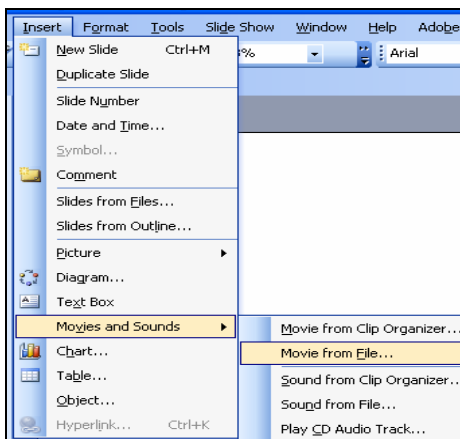 Insert Format Tools Slide Show Window Help Adobe
New Slide Ctrl+M
% Arial
Duplicate Slide
Slide Number
Date and Time...
Symbol...
Comment
Slides from Files...
Slides from Outline...
Picture
Diagram...
Text Box
Movies and Sounds Movie from Clip Organizer...
Chart... Movie from File...
Table... Sound from Clip Organizer...
Object... Sound from File...
Hyperlink... Ctrl+K Play CD Audio Track...